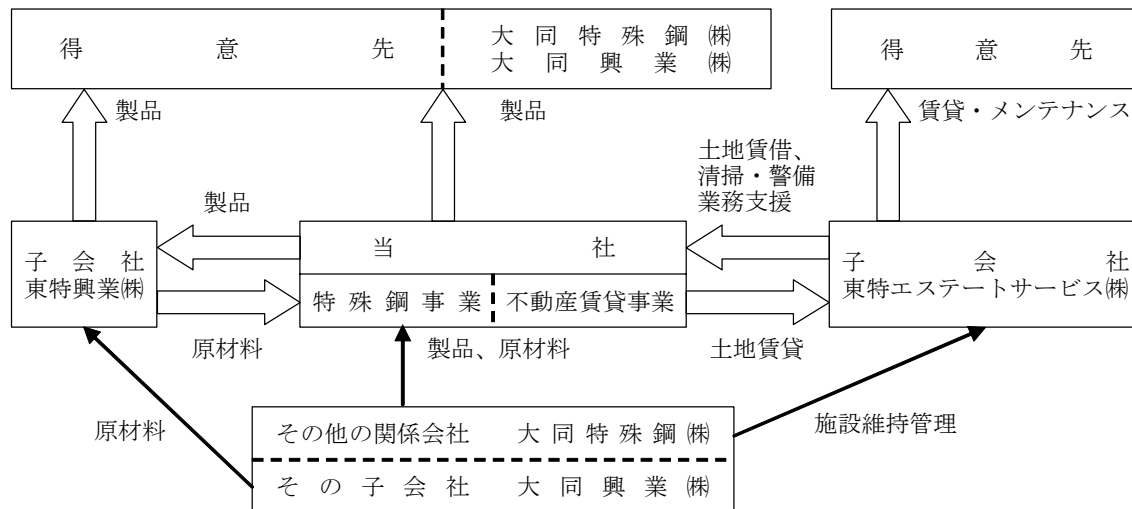 得意先
大同特殊鋼㈱
大同興業㈱
得意先
製品
製品
賃貸・メンテナンス
土地賃借、
清掃・警備
業務支援
製品
子会社
東特興業㈱
当社
子会社
東特エステートサービス㈱
特殊鋼事業
不動産賃貸事業
原材料
製品、原材料
土地賃貸
原材料
その他の関係会社 大同特殊鋼㈱
施設維持管理
その子会社 大同興業㈱